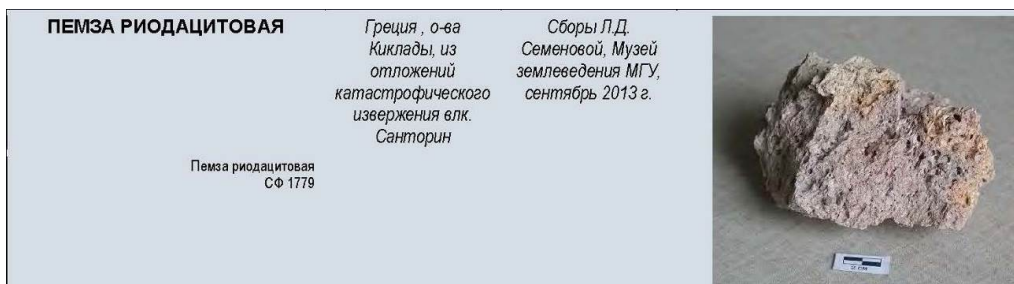 ПЕМЗА РИОДАЦИТОВАЯ
Греция , о-ва
Киклады, из
отложений
катастрофического
извержения влк.
Санторин
Сборы Л.Д.
Семеновой, Музей
землеведения МГУ,
сентябрь 2013 г.
Пемза риодацитовая
СФ 1779